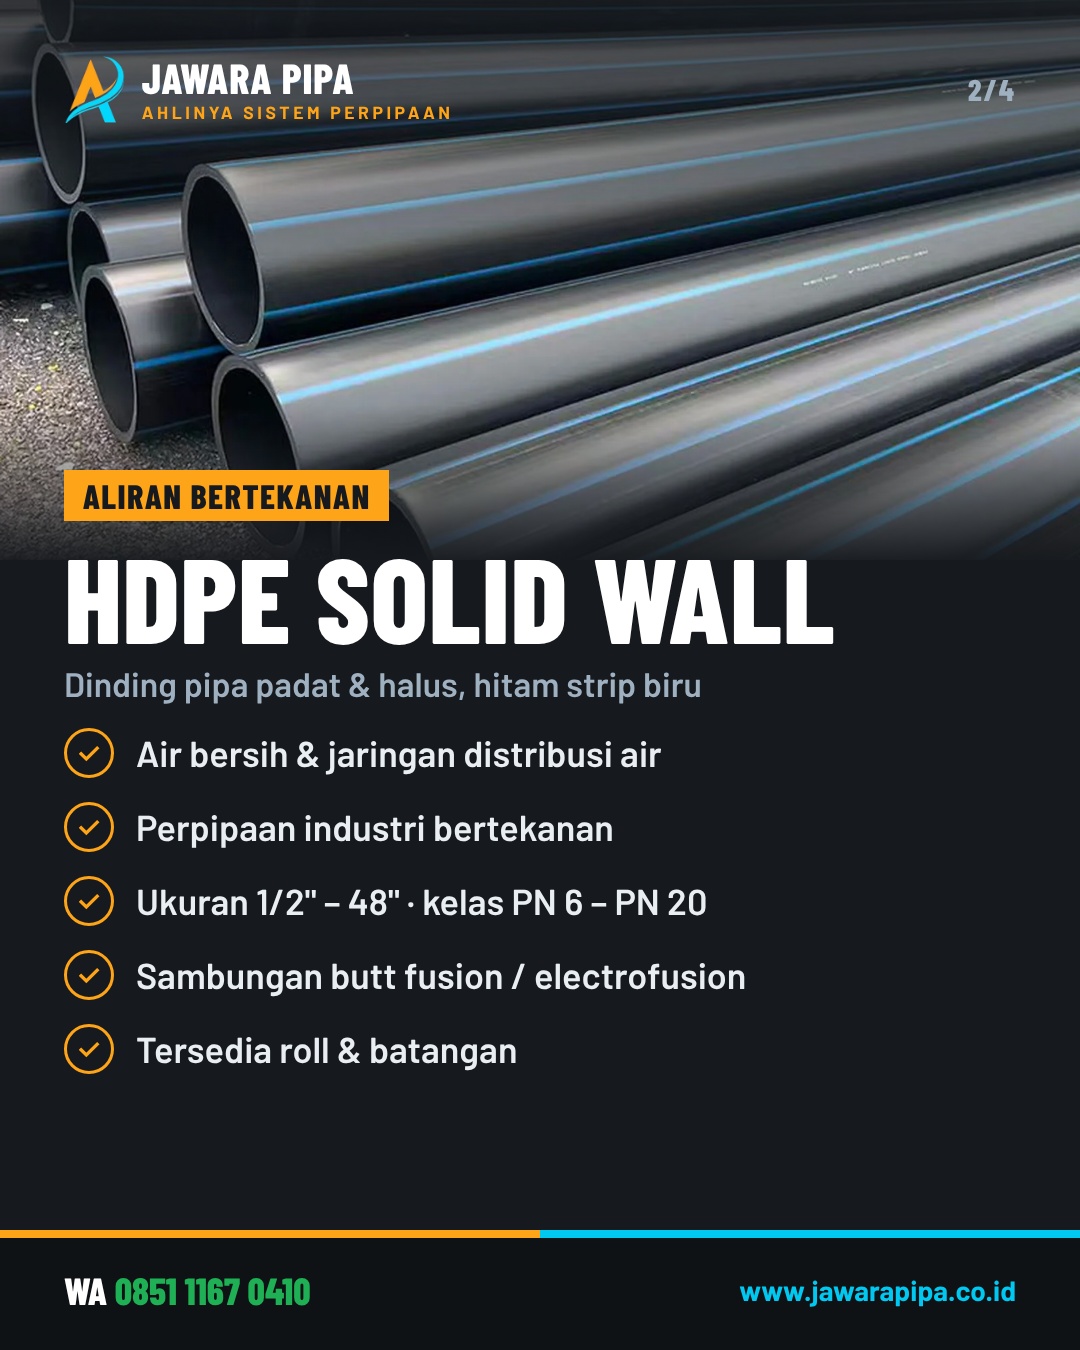 JAWARA PIPA
AHLINYA SISTEM PERPIPAAN
2/4
ALIRAN BERTEKANAN
HDPE SOLID WALL
Dinding pipa padat & halus, hitam strip biru
Air bersih & jaringan distribusi air
Perpipaan industri bertekanan
Ukuran 1/2" – 48" · kelas PN 6 – PN 20
Sambungan butt fusion / electrofusion
Tersedia roll & batangan
WA 0851 1167 0410
www.jawarapipa.co.id